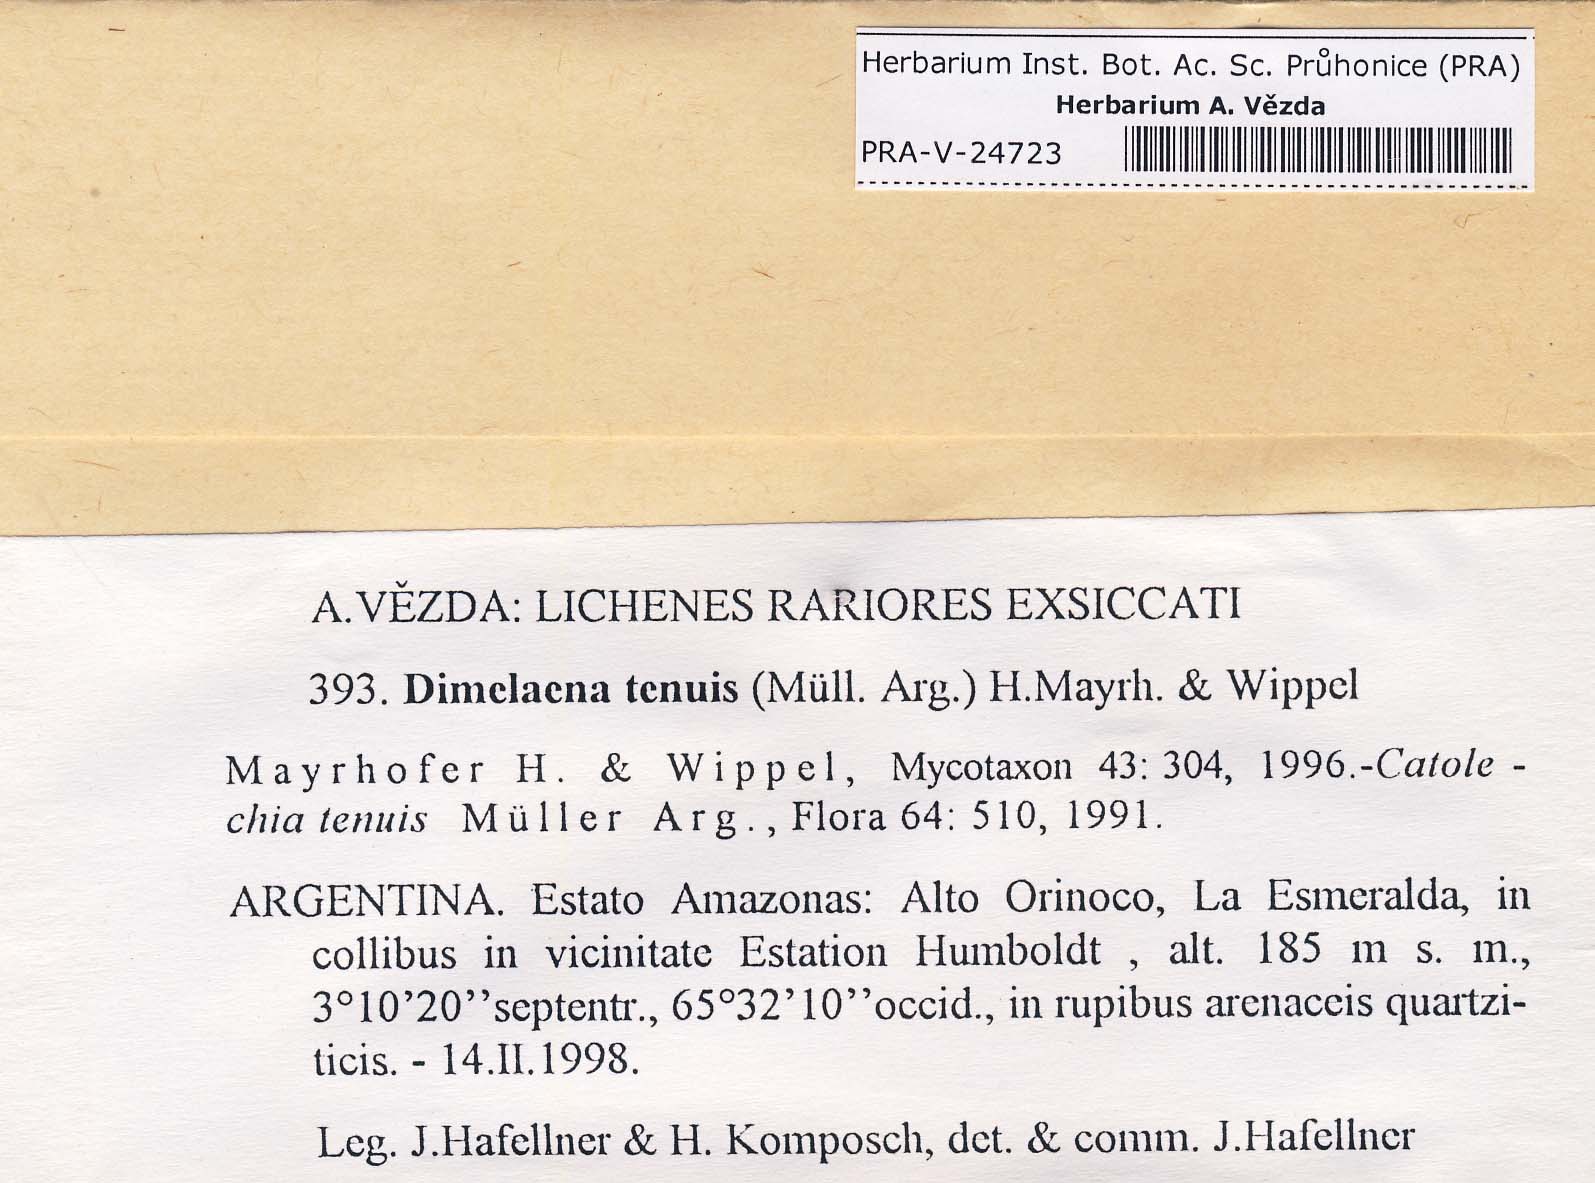 Herbarium Inst. Bot. Ac. Sc. Průhonice (PRA)
Herbarium A. Vězda
PRA-V-24723
A.VĚZDA: LICHENES RARIORES EXSICCATI
393. Dimelaena tenuis (Müll. Arg.) H.Mayrh. & Wippel
Mayrhofer H. & Wippel, Mycotaxon 43: 304, 1996.-Catole -
chia tenuis Müller Arg., Flora 64: 510, 1991.
ARGENTINA. Estato Amazonas: Alto Orinoco, La Esmeralda, in
collibus in vicinitate Estation Humboldt , alt. 185 m s. m.,
3°10’20’’septentr., 65°32’10’’occid., in rupibus arenaceis quartzi-
ticis. - 14.II.1998.
Leg. J.Hafellner & H. Komposch, det. & comm. J.Hafellner